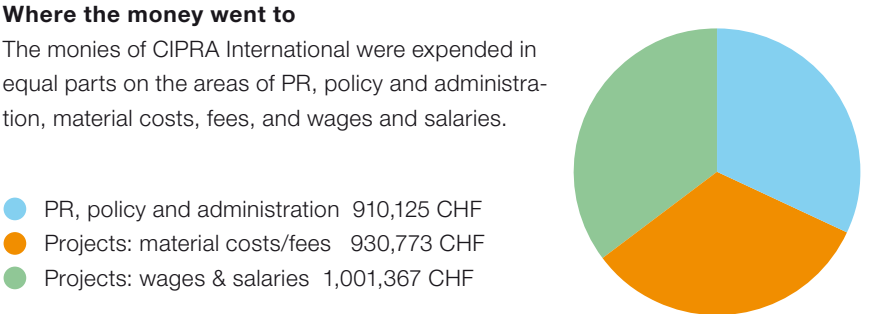 Where the money went to
The monies of CIPRA International were expended in
equal parts on the areas of PR, policy and administra-
tion, material costs, fees, and wages and salaries.
PR, policy and administration 910,125 CHF
Projects: material costs/fees 930,773 CHF
Projects: wages & salaries 1,001,367 CHF